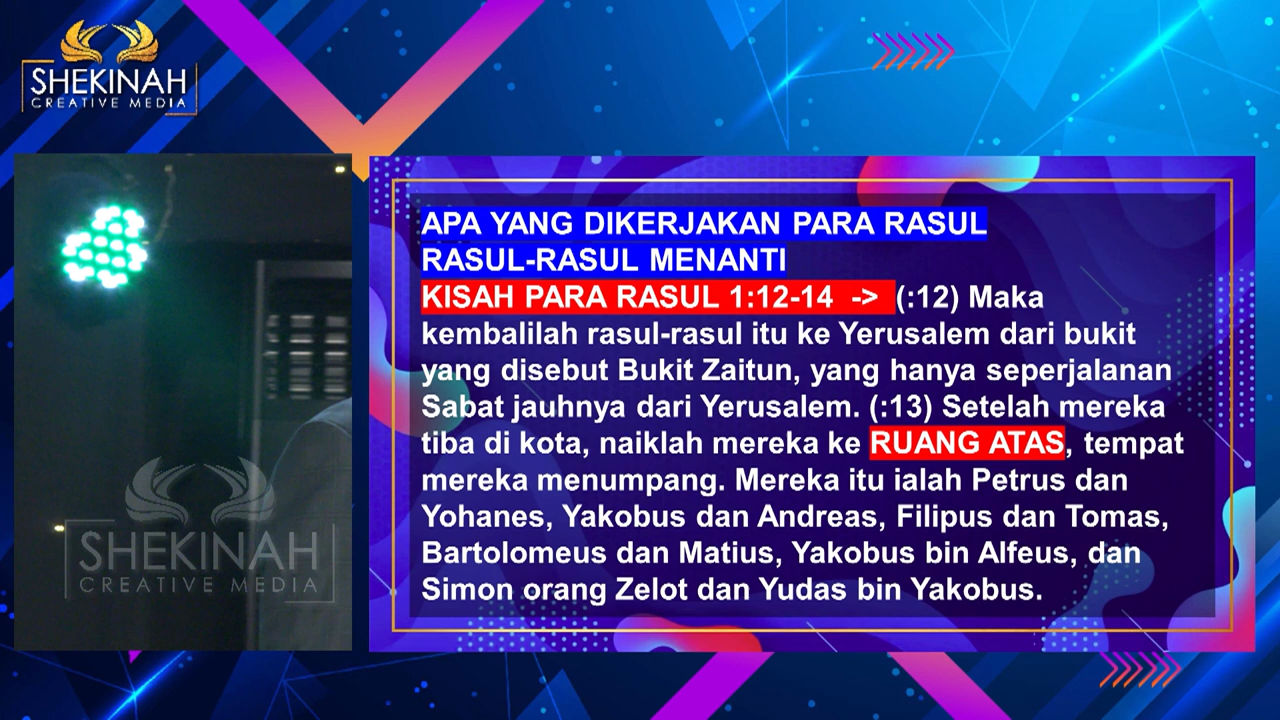 SHEKINAH
CREATIVE MEDIA
APA YANG DIKERJAKAN PARA RASUL
RASUL-RASUL MENANTI
KISAH PARA RASUL 1:12-14 -> (:12) Maka
kembalilah rasul-rasul itu ke Yerusalem dari bukit
yang disebut Bukit Zaitun, yang hanya seperjalanan
Sabat jauhnya dari Yerusalem. (:13) Setelah mereka
tiba di kota, naiklah mereka ke RUANG ATAS, tempat
mereka menumpang. Mereka itu ialah Petrus dan
Yohanes, Yakobus dan Andreas, Filipus dan Tomas,
Bartolomeus dan Matius, Yakobus bin Alfeus, dan
Simon orang Zelot dan Yudas bin Yakobus.
SHEKINAH
CREATIVE MEDIA